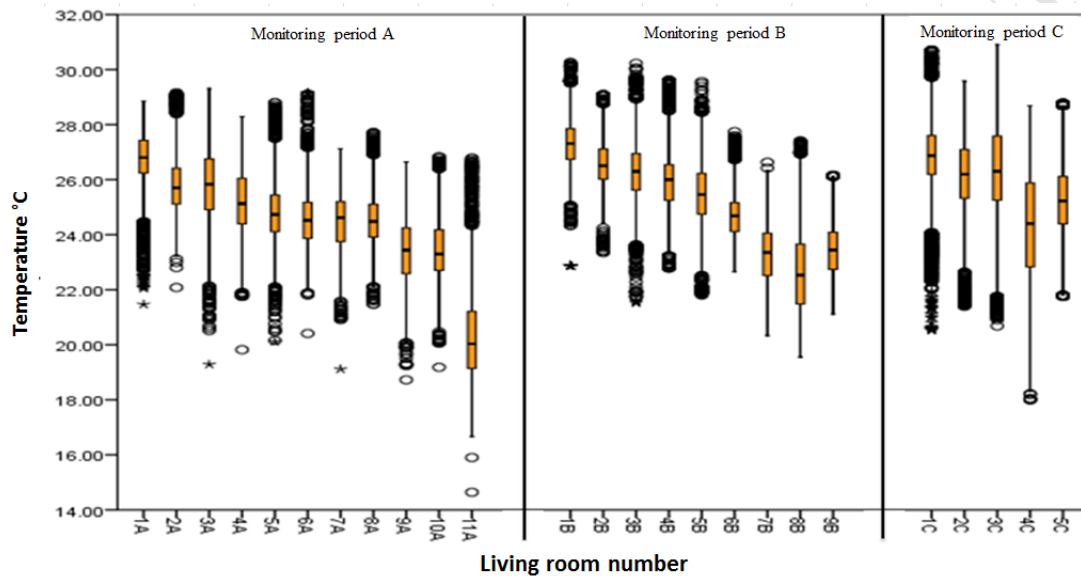 32.00
30.00
28.00
26.00
24.00
22.00
20.00
18.00
16.00
14.00
Temperature °C
Monitoring period A
Monitoring period B
Monitoring period C
1A 2A 3A 4A 5A 6A 7A 8A 9A 10A 11A 1B 2B 3B 4B 5B 6B 7B 8B 9B 1C 2C 3C 4C 5C
Living room number